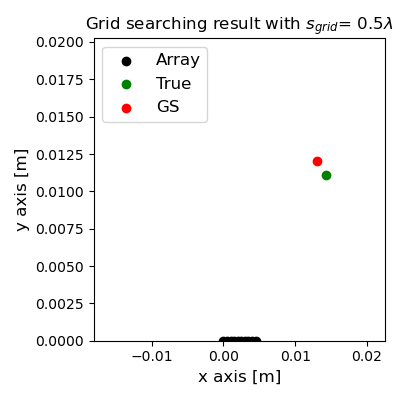 Grid searching result with s_grid= 0.5λ
Array
True
GS
y axis [m]
0.0200
0.0175
0.0150
0.0125
0.0100
0.0075
0.0050
0.0025
0.0000
−0.01 0.00 0.01 0.02
x axis [m]